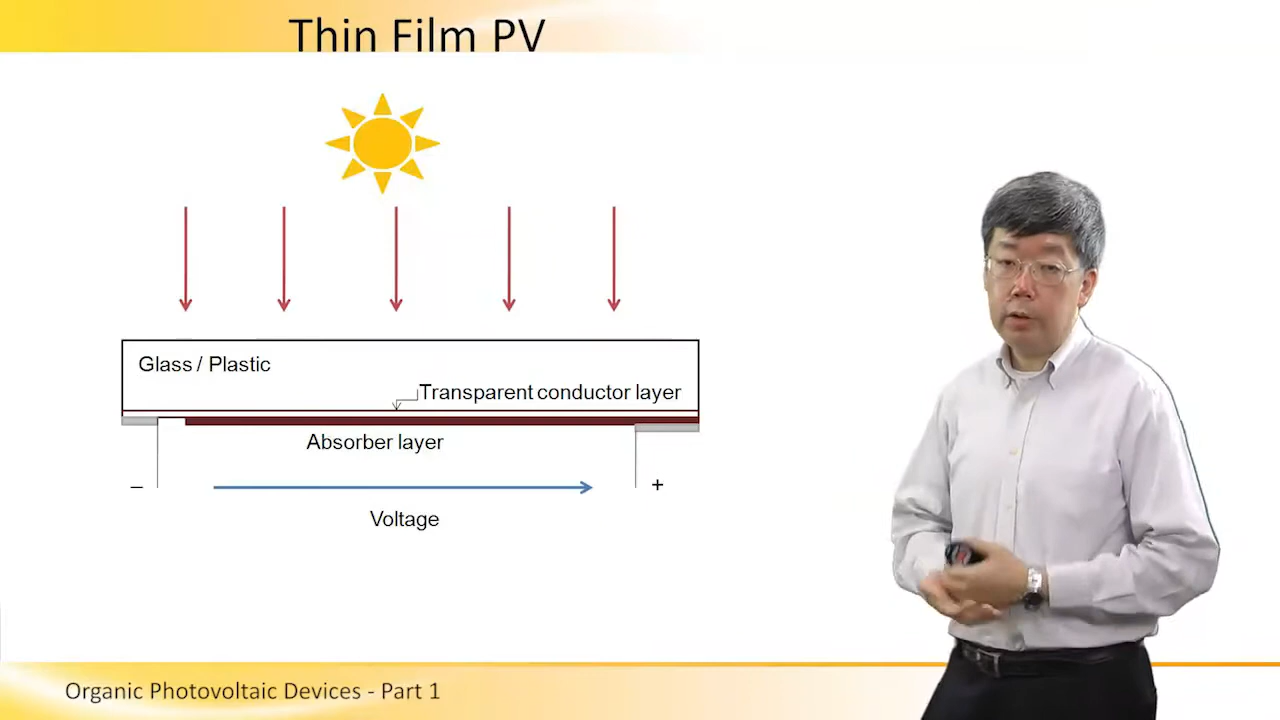 Thin Film PV
Glass / Plastic
Transparent conductor layer
Absorber layer
– +
Voltage
Organic Photovoltaic Devices - Part 1